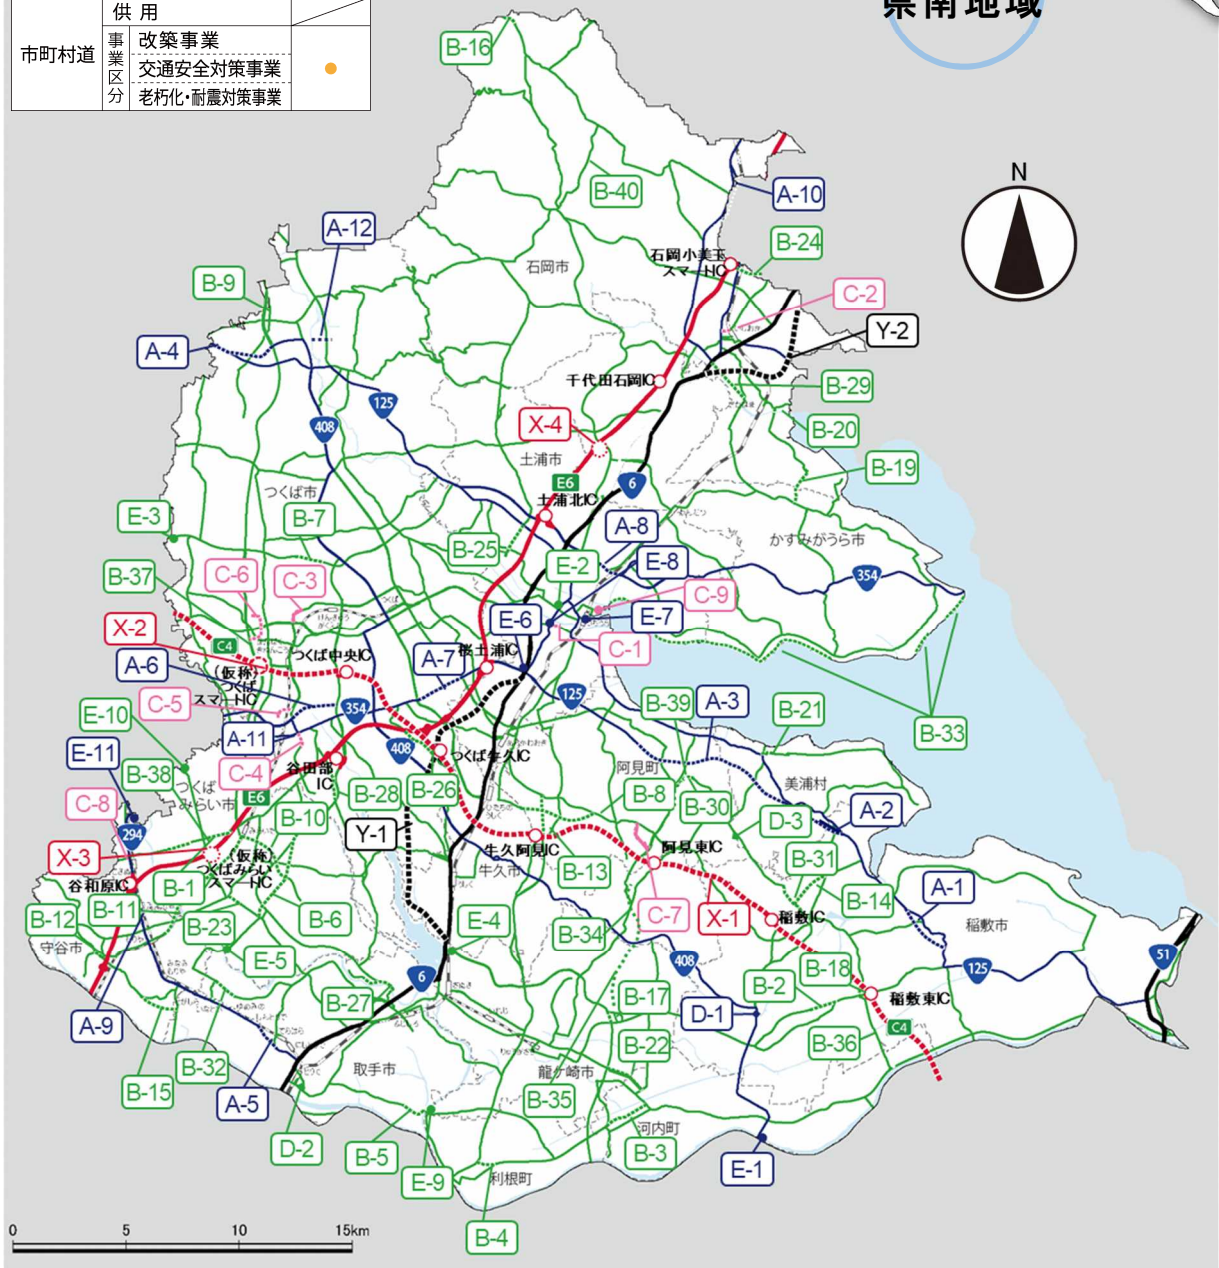 供用
市町村道
事業区分
改築事業
交通安全対策事業
老朽化・耐震対策事業
県南地域
N
B-16
B-40
A-10
A-12
石岡小美玉
スマートIC
B-24
石岡市
B-9
C-2
Y-2
A-4
千代田石岡IC
B-29
125
408
X-4
B-20
土浦市
B-19
E6
6
つくば市
土浦北IC
E-3
B-7
A-8
かすみがうら市
B-25
E-2
E-8
354
B-37
C-6
C-3
C-9
X-2
E-6
E-7
C4
つくば中央IC
桜土浦IC
C-1
A-6
A-7
(仮称)
つくば
スマートIC
125
C-5
354
B-39
A-3
B-21
E-10
A-11
408
B-33
E-11
つくば牛久IC
B-38
C-4
谷田部
IC
阿見町
美浦村
つくば
みらい市
E6
B-28
B-26
B-8
B-30
A-2
C-8
B-10
D-3
294
Y-1
牛久阿見IC
阿見東IC
X-3
(仮称)
つくばみらい
スマートIC
B-31
谷和原IC
B-1
牛久市
B-13
A-1
B-12
B-11
B-14
B-23
B-6
C-7
X-1
稲敷IC
稲敷市
守谷市
E-4
B-34
E-5
408
B-18
51
6
125
B-27
B-17
B-2
稲敷東IC
A-9
D-1
C4
B-22
B-36
B-32
取手市
龍ケ崎市
B-15
A-5
B-35
河内町
D-2
B-5
B-3
E-9
利根町
E-1
B-4
0 5 10 15km